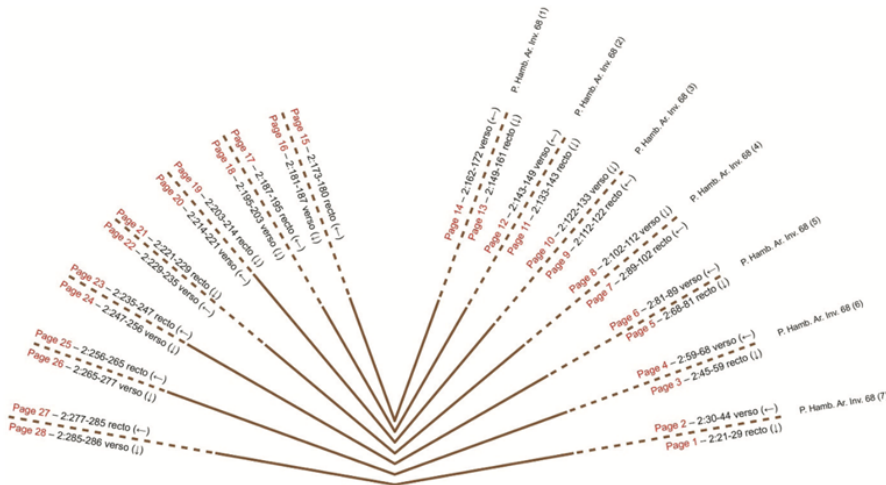 P. Hamb. Ar. Inv. 68 (1)
P. Hamb. Ar. Inv. 68 (2)
P. Hamb. Ar. Inv. 68 (3)
P. Hamb. Ar. Inv. 68 (4)
P. Hamb. Ar. Inv. 68 (5)
P. Hamb. Ar. Inv. 68 (6)
P. Hamb. Ar. Inv. 68 (7)
Page 15 – 2:173-180 recto (←)
Page 16 – 2:181-187 verso (↓)
Page 17 – 2:187-195 recto (←)
Page 18 – 2:195-203 verso (↓)
Page 19 – 2:203-214 recto (↓)
Page 20 – 2:214-221 verso (←)
Page 21 – 2:221-229 recto (↓)
Page 22 – 2:229-235 verso (←)
Page 23 – 2:235-247 recto (←)
Page 24 – 2:247-256 verso (↓)
Page 25 – 2:256-265 recto (←)
Page 26 – 2:265-277 verso (↓)
Page 27 – 2:277-285 recto (←)
Page 28 – 2:285-286 verso (↓)
Page 14 – 2:162-172 verso (←)
Page 13 – 2:149-161 recto (↓)
Page 12 – 2:143-149 verso (←)
Page 11 – 2:133-143 recto (↓)
Page 10 – 2:122-133 verso (↓)
Page 9 – 2:112-122 recto (←)
Page 8 – 2:102-112 verso (↓)
Page 7 – 2:89-102 recto (←)
Page 6 – 2:81-89 verso (←)
Page 5 – 2:68-81 recto (↓)
Page 4 – 2:59-68 verso (←)
Page 3 – 2:45-59 recto (↓)
Page 2 – 2:30-44 verso (←)
Page 1 – 2:21-29 recto (↓)